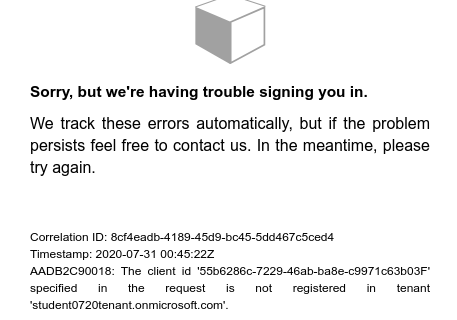 Sorry, but we're having trouble signing you in.
We track these errors automatically, but if the problem
persists feel free to contact us. In the meantime, please
try again.
Correlation ID: 8cf4eadb-4189-45d9-bc45-5dd467c5ced4
Timestamp: 2020-07-31 00:45:22Z
AADB2C90018: The client id '55b6286c-7229-46ab-ba8e-c9971c63b03F'
specified in the request is not registered in tenant
'student0720tenant.onmicrosoft.com'.